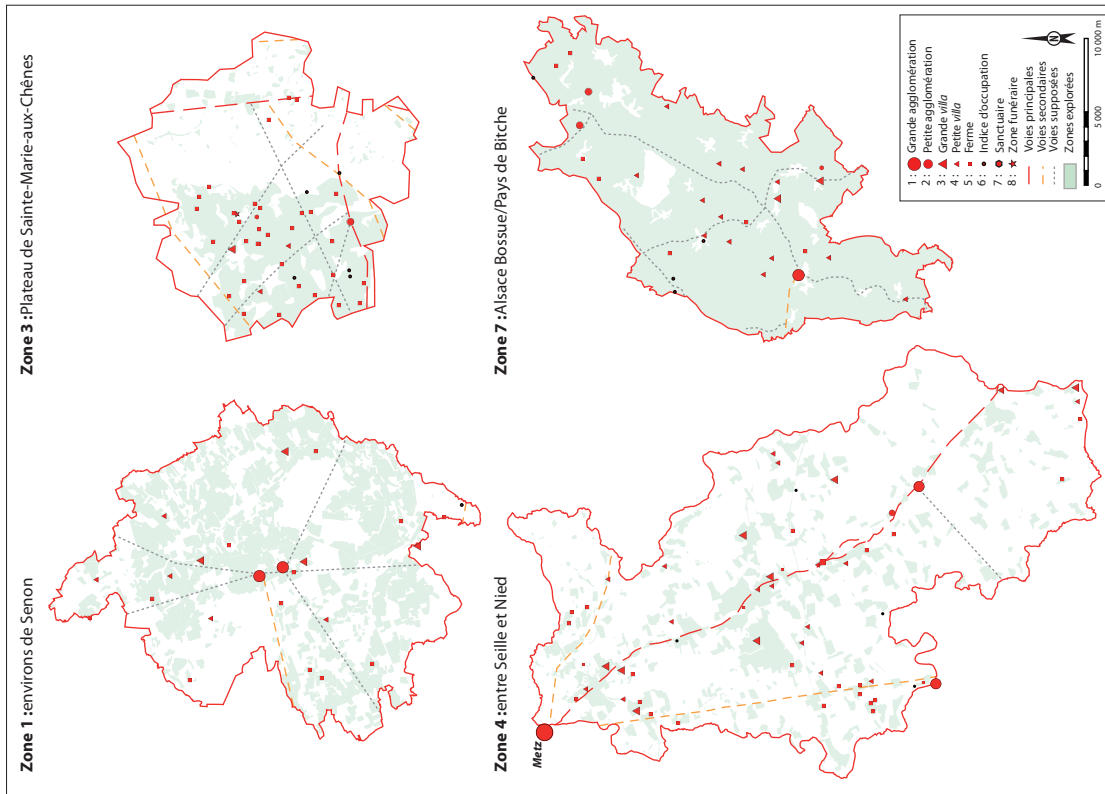 Zone 1 :environs de Senon
Zone 3 :Plateau de Sainte-Marie-aux-Chênes
Zone 4 :entre Seille et Nied
Metz
Zone 7 :Alsace Bossue/Pays de Bitche
1 : Grande agglomération
2 : Petite agglomération
3 : Grande villa
4 : Petite villa
5 : Ferme
6 : Indice d'occupation
7 : Sanctuaire
8 : Zone funéraire
Voies principales
Voies secondaires
Voies supposées
Zones explorées
N
0 5 000 10 000 m